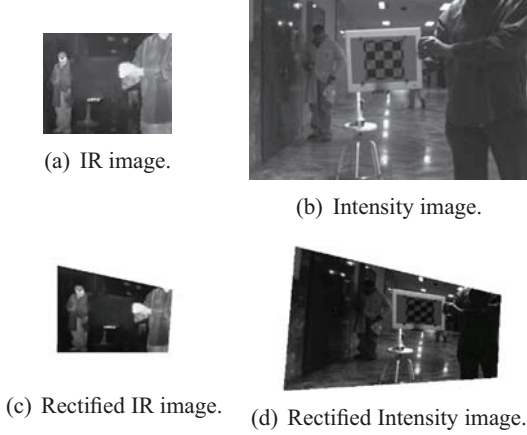 (a) IR image.
(b) Intensity image.
(c) Rectified IR image.
(d) Rectified Intensity image.